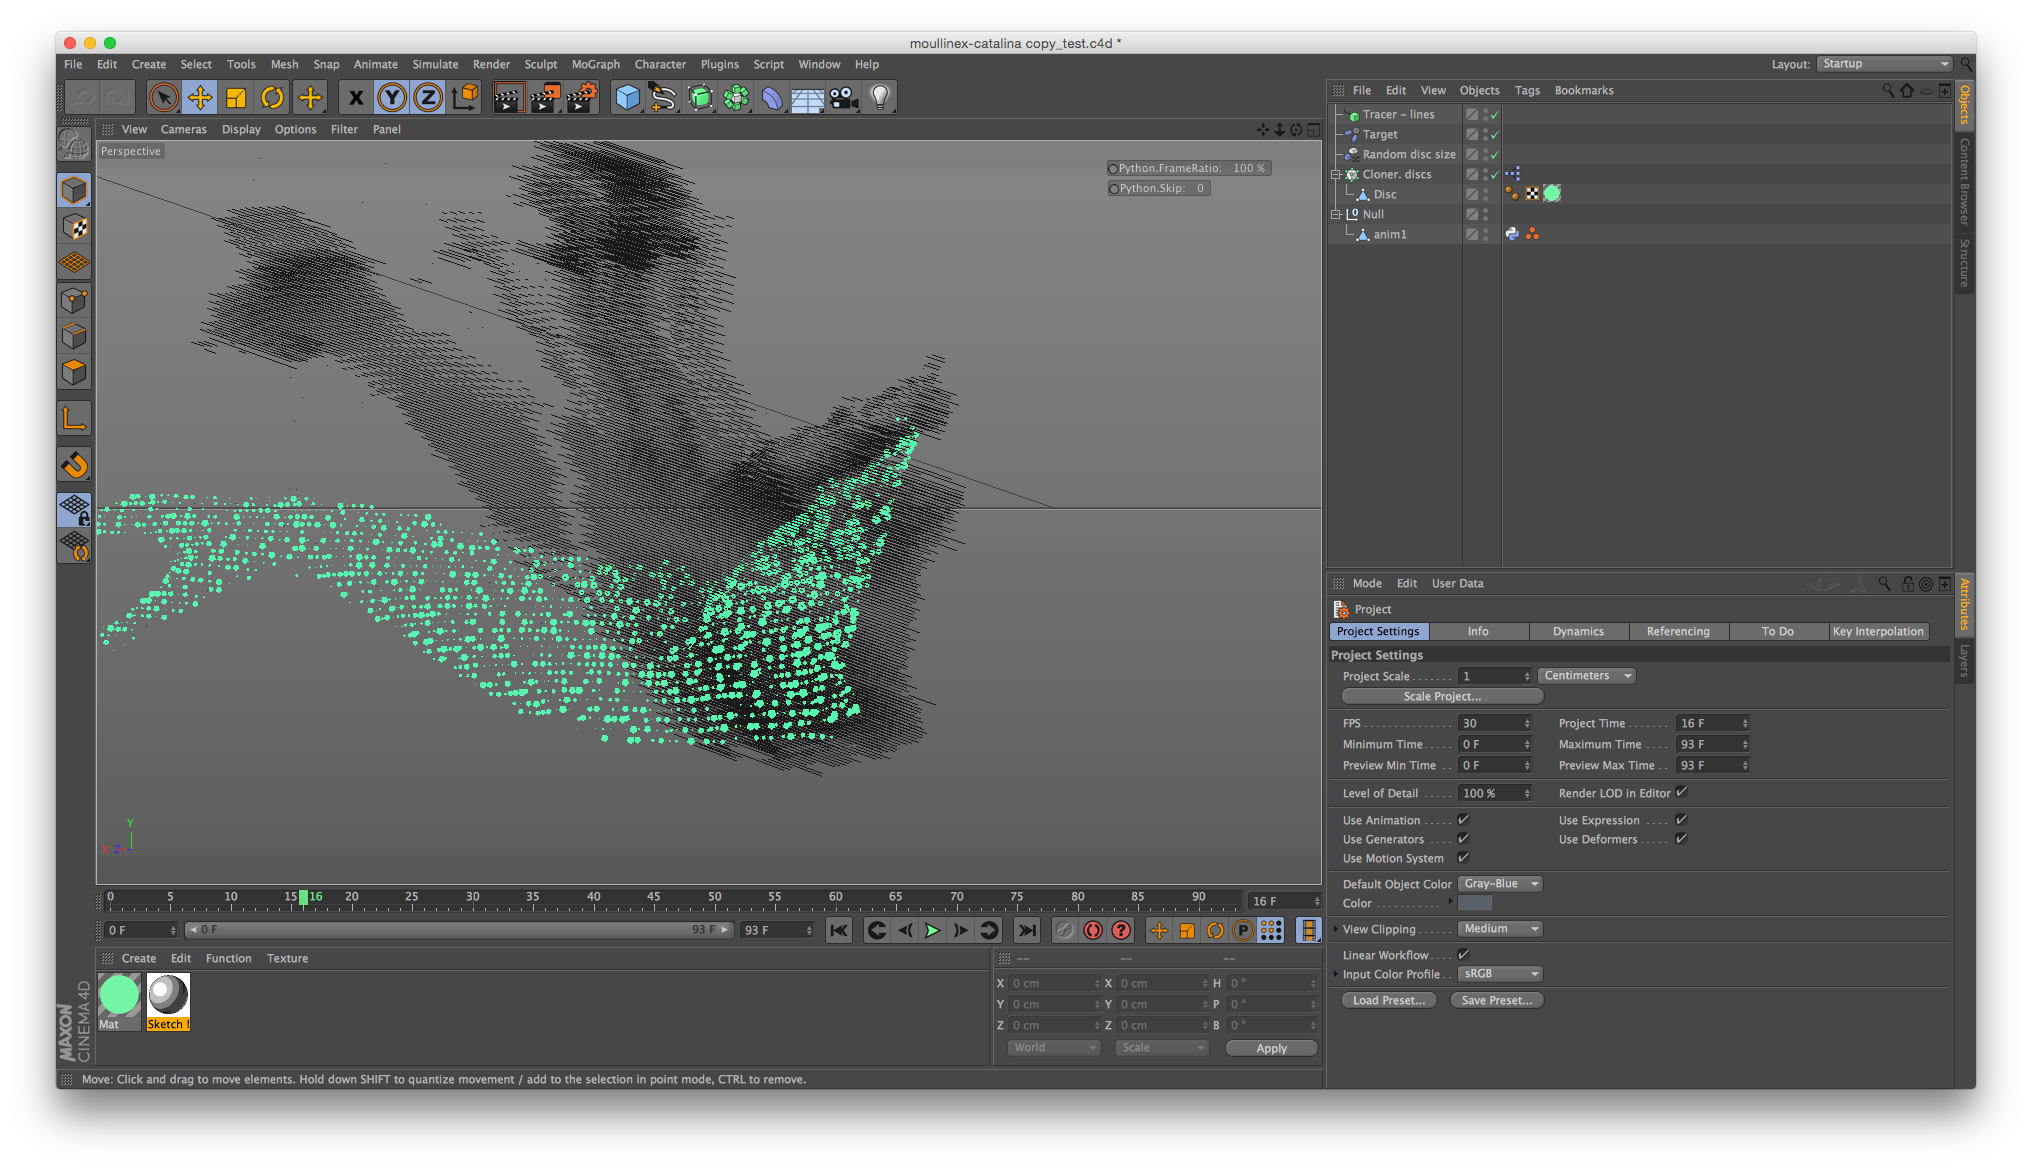 moullinex-catalina copy_test.c4d *
File Edit Create Select Tools Mesh Snap Animate Simulate Render Sculpt MoGraph Character Plugins Script Window Help
Layout: Startup
X Y Z
View Cameras Display Options Filter Panel
Perspective
Python.FrameRatio: 100 %
Python.Skip: 0
Y
X Z
0 5 10 15 16 20 25 30 35 40 45 50 55 60 65 70 75 80 85 90
16 F
0 F
0 F
93 F
93 F
P
Create Edit Function Texture
Mat
Sketch
MAXON
CINEMA 4D
-- -- --
X 0 cm X 0 cm H 0 °
Y 0 cm Y 0 cm P 0 °
Z 0 cm Z 0 cm B 0 °
World Scale Apply
Move: Click and drag to move elements. Hold down SHIFT to quantize movement / add to the selection in point mode, CTRL to remove.
File Edit View Objects Tags Bookmarks
Tracer - lines
Target
Random disc size
Cloner. discs
Disc
Null
anim1
Objects
Content Browser
Structure
Mode Edit User Data
Project
Project Settings Info Dynamics Referencing To Do Key Interpolation
Project Settings
Project Scale . . . . . . . 1 Centimeters
Scale Project...
FPS . . . . . . . . . . . . . . 30 Project Time . . . . . . . 16 F
Minimum Time . . . . . 0 F Maximum Time . . . . 93 F
Preview Min Time . . 0 F Preview Max Time . . 93 F
Level of Detail . . . . . 100 % Render LOD in Editor
Use Animation . . . . . Use Expression . . . .
Use Generators . . . . Use Deformers . . . . .
Use Motion System
Default Object Color Gray-Blue
Color . . . . . . . . . . .
View Clipping . . . . . . Medium
Linear Workflow . . . .
Input Color Profile . . sRGB
Load Preset... Save Preset...
Attributes
Layers